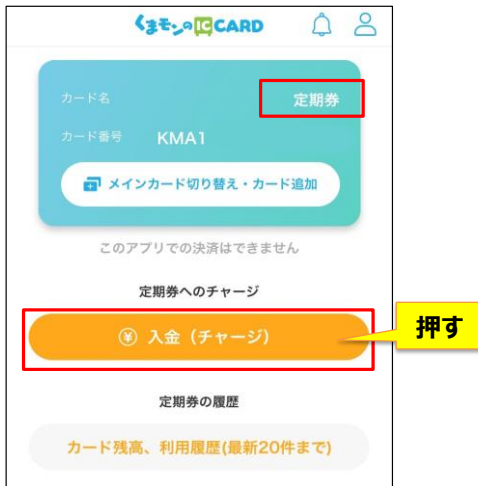 くまモンのICCARD
カード名 定期券
カード番号 KMA1
メインカード切り替え・カード追加
このアプリでの決済はできません
定期券へのチャージ
¥ 入金（チャージ）
押す
定期券の履歴
カード残高、利用履歴(最新20件まで)